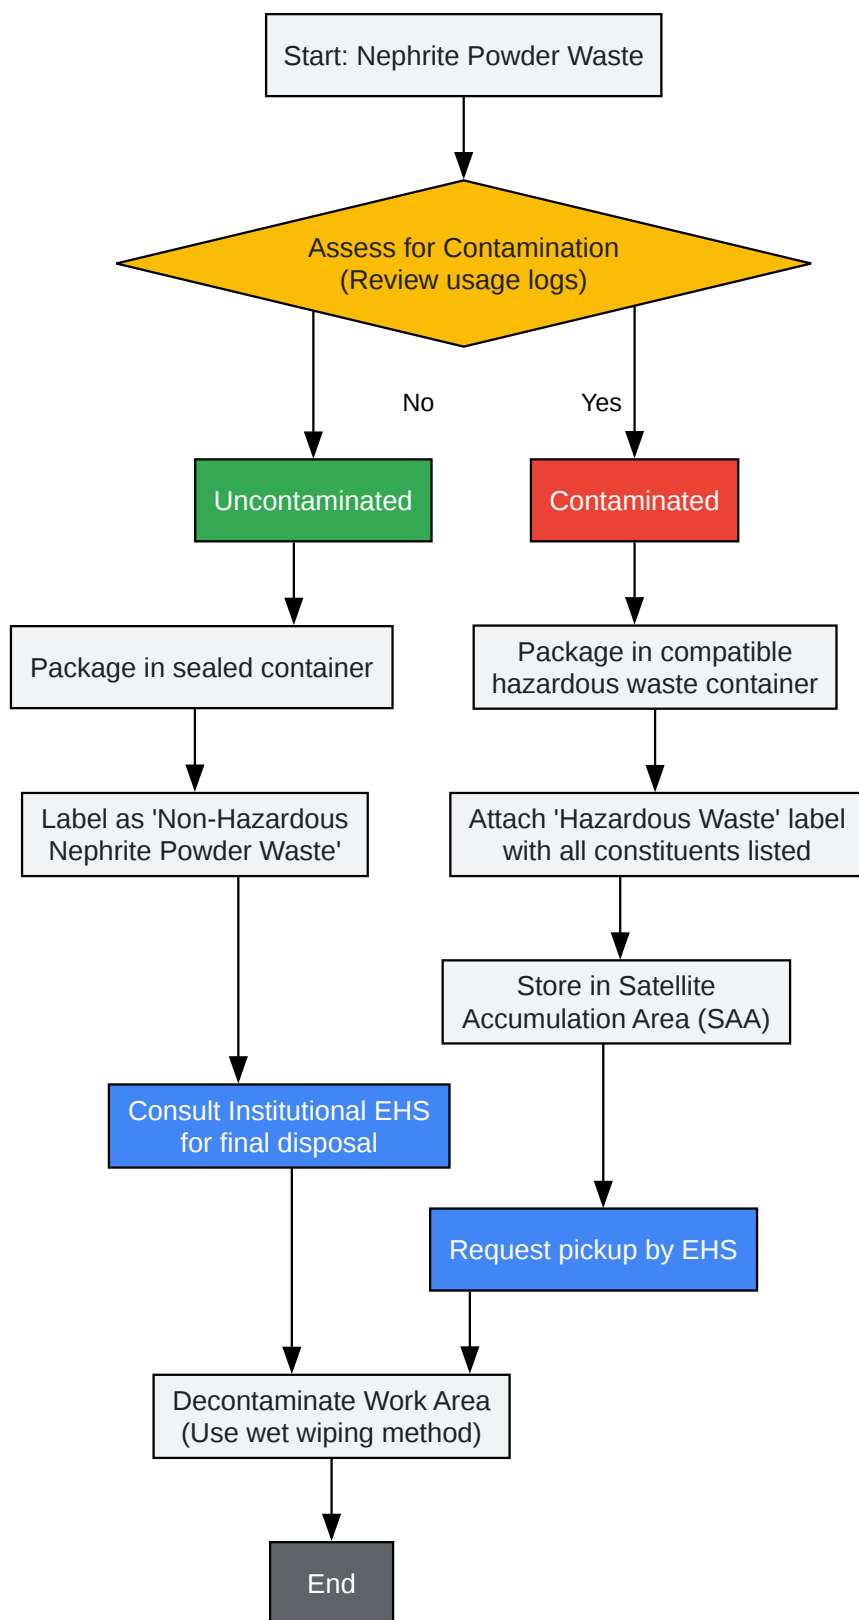 Start: Nephrite Powder Waste
Assess for Contamination
(Review usage logs)
No
Yes
Uncontaminated
Contaminated
Package in sealed container
Package in compatible
hazardous waste container
Label as 'Non-Hazardous
Nephrite Powder Waste'
Attach 'Hazardous Waste' label
with all constituents listed
Store in Satellite
Accumulation Area (SAA)
Consult Institutional EHS
for final disposal
Request pickup by EHS
Decontaminate Work Area
(Use wet wiping method)
End